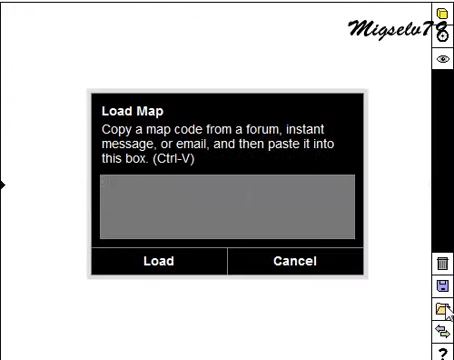 Migselv78
Load Map
Copy a map code from a forum, instant
message, or email, and then paste it into
this box. (Ctrl-V)
Load
Cancel
?